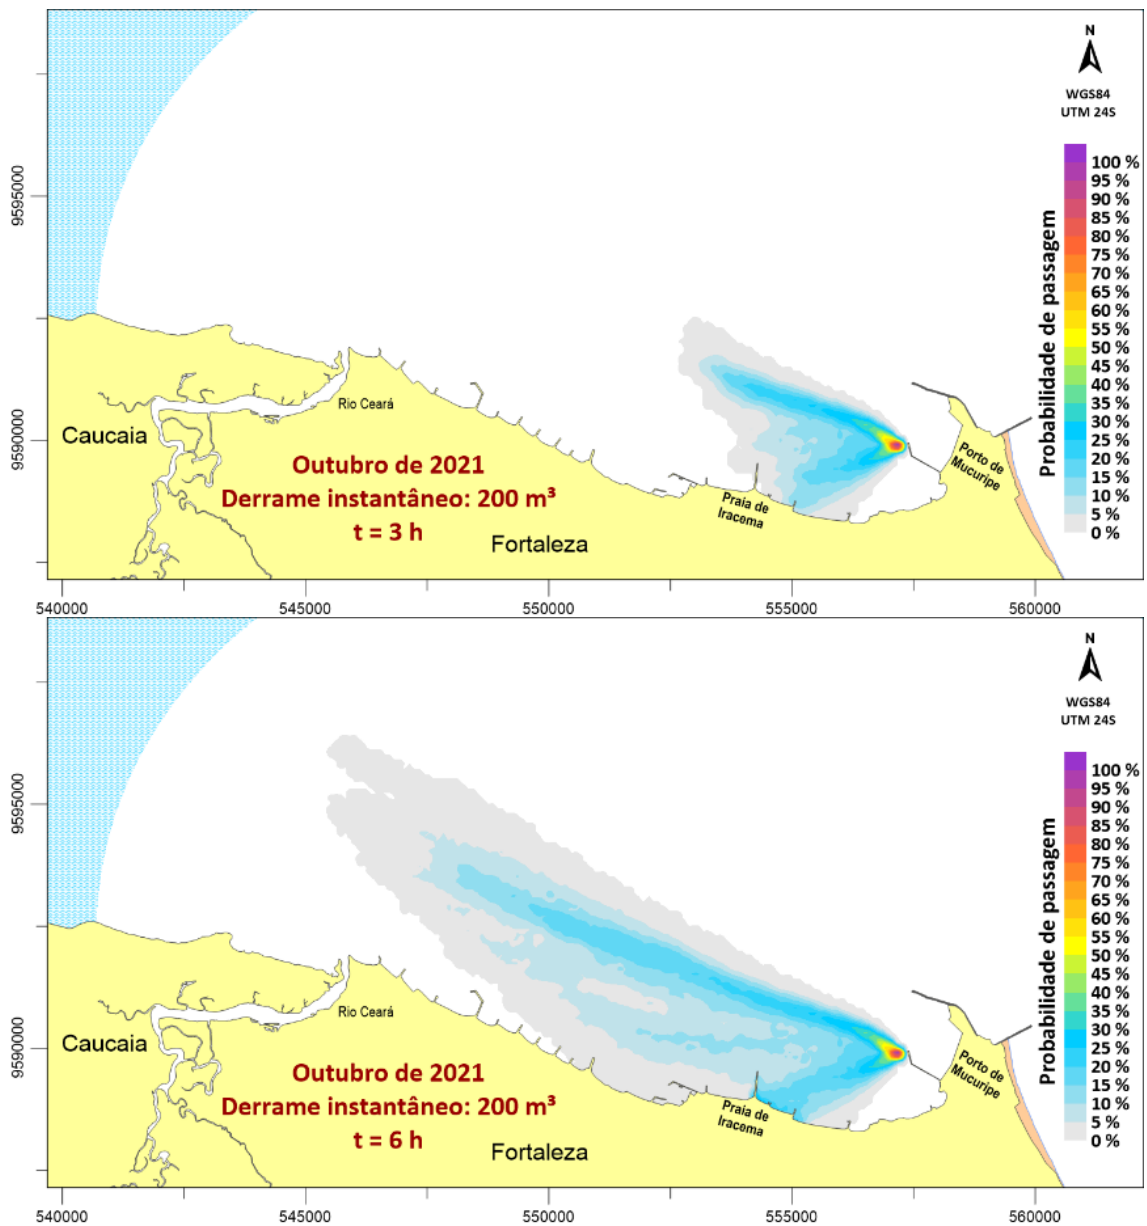 N
WGS84
UTM 24S
Probabilidade de passagem
100 %
95 %
90 %
85 %
80 %
75 %
70 %
65 %
60 %
55 %
50 %
45 %
40 %
35 %
30 %
25 %
20 %
15 %
10 %
5 %
0 %
9595000
9590000
Rio Ceará
Caucaia
Porto de
Mucuripe
Outubro de 2021
Derrame instantâneo: 200 m³
t = 3 h
Praia de
Iracema
Fortaleza
540000
545000
550000
555000
560000
N
WGS84
UTM 24S
Probabilidade de passagem
100 %
95 %
90 %
85 %
80 %
75 %
70 %
65 %
60 %
55 %
50 %
45 %
40 %
35 %
30 %
25 %
20 %
15 %
10 %
5 %
0 %
9595000
9590000
Rio Ceará
Caucaia
Porto de
Mucuripe
Outubro de 2021
Derrame instantâneo: 200 m³
t = 6 h
Praia de
Iracema
Fortaleza
540000
545000
550000
555000
560000